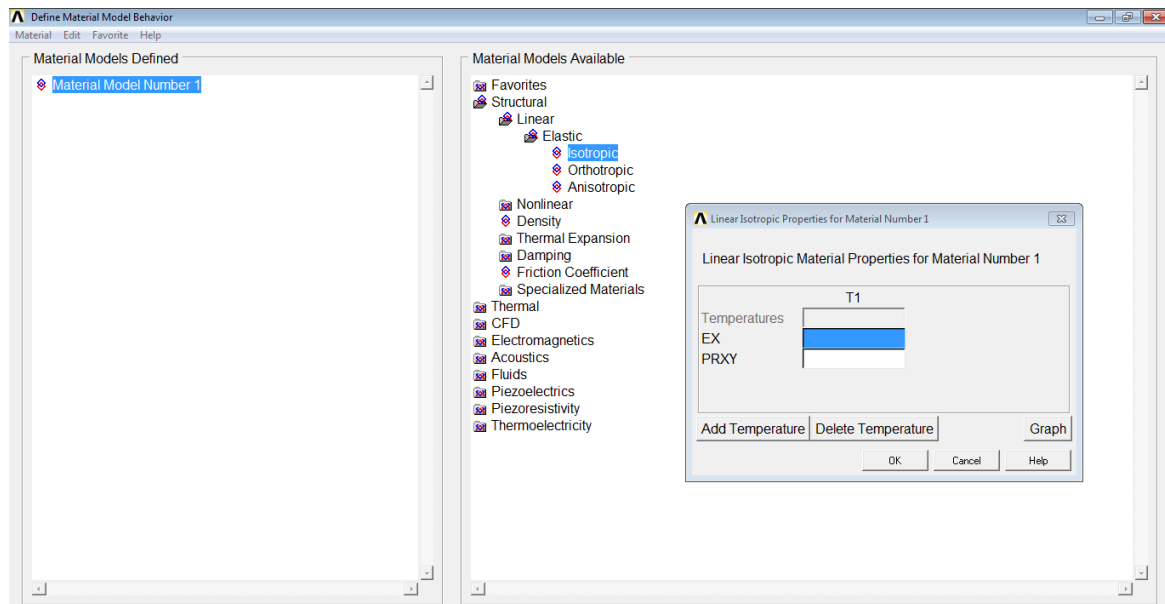 Define Material Model Behavior
Material Edit Favorite Help
Material Models Defined
Material Model Number 1
Material Models Available
Favorites
Structural
Linear
Elastic
Isotropic
Orthotropic
Anisotropic
Nonlinear
Density
Thermal Expansion
Damping
Friction Coefficient
Specialized Materials
Thermal
CFD
Electromagnetics
Acoustics
Fluids
Piezoelectrics
Piezoresistivity
Thermoelectricity
Linear Isotropic Properties for Material Number 1
Linear Isotropic Material Properties for Material Number 1
T1
Temperatures
EX
PRXY
Add Temperature Delete Temperature Graph
OK Cancel Help